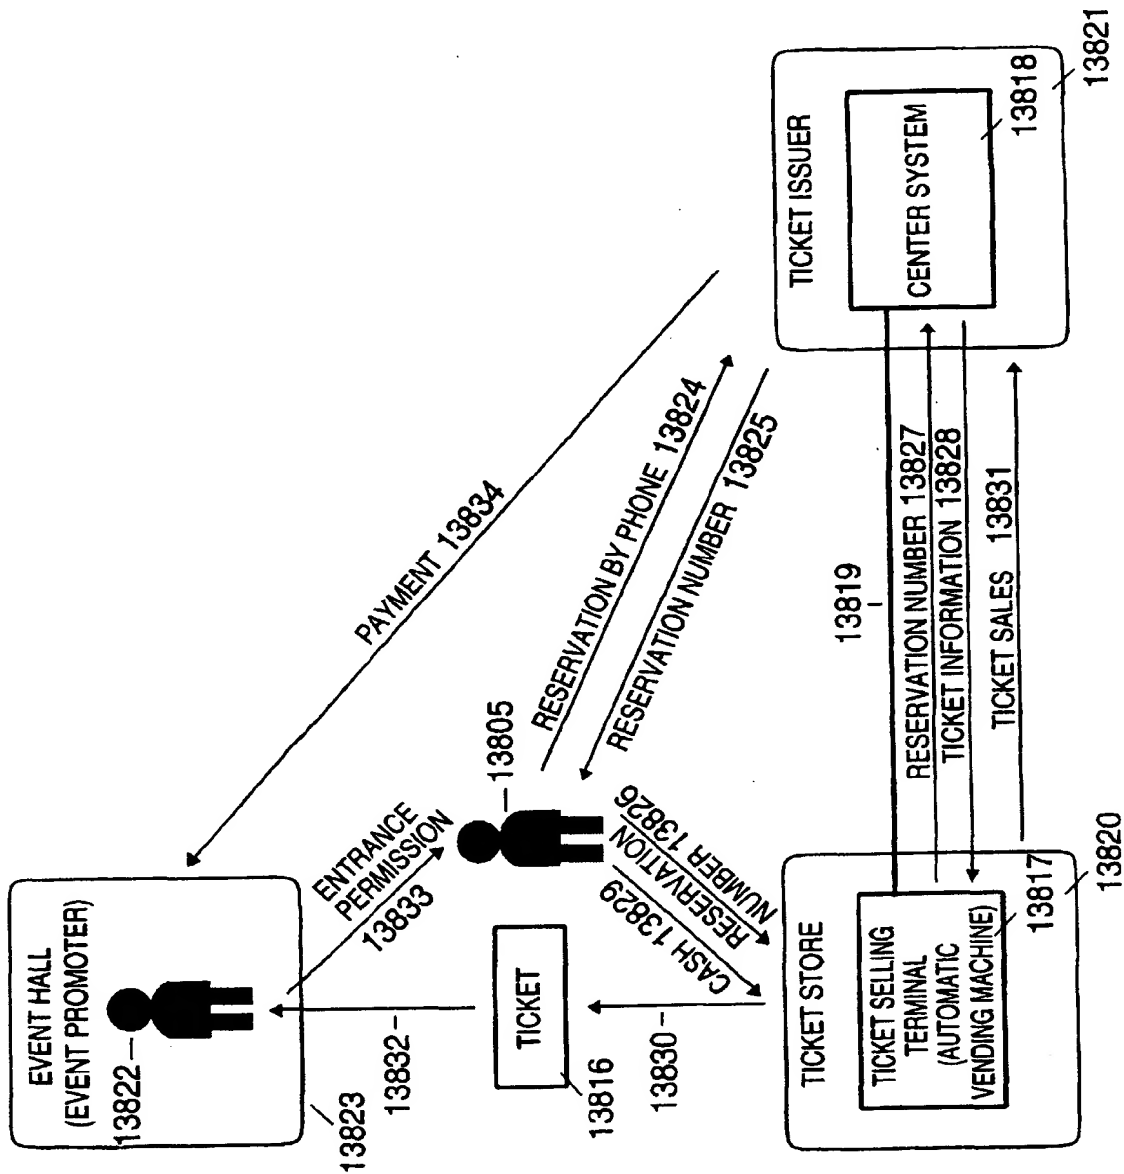 EVENT HALL
(EVENT PROMOTER)
13822
13823
13832
ENTRANCE
PERMISSION
13833
PAYMENT 13834
TICKET
13816
13830
13805
RESERVATION BY PHONE 13824
RESERVATION NUMBER 13825
RESERVATION
NUMBER 13826
CASH 13829
TICKET STORE
TICKET SELLING
TERMINAL
(AUTOMATIC
VENDING MACHINE)
13817
13820
13819
RESERVATION NUMBER 13827
TICKET INFORMATION 13828
TICKET SALES 13831
TICKET ISSUER
CENTER SYSTEM
13818
13821